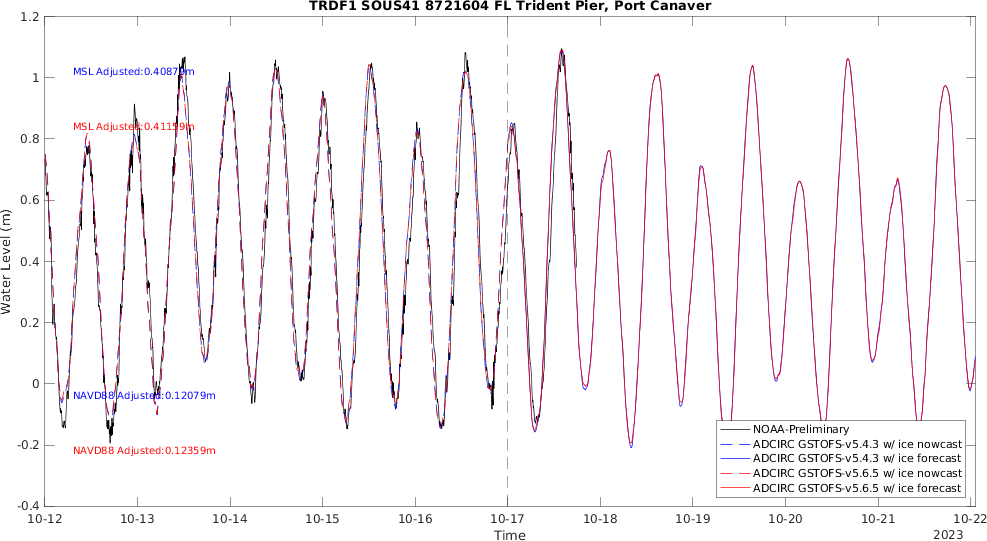 TRDF1 SOUS41 8721604 FL Trident Pier, Port Canaver
1.2
1
0.8
0.6
0.4
0.2
0
-0.2
-0.4
Water Level (m)
MSL Adjusted:0.40879m
MSL Adjusted:0.41159m
NAVD88 Adjusted:0.12079m
NAVD88 Adjusted:0.12359m
NOAA-Preliminary
ADCIRC GSTOFS-v5.4.3 w/ ice nowcast
ADCIRC GSTOFS-v5.4.3 w/ ice forecast
ADCIRC GSTOFS-v5.6.5 w/ ice nowcast
ADCIRC GSTOFS-v5.6.5 w/ ice forecast
10-12 10-13 10-14 10-15 10-16 10-17 10-18 10-19 10-20 10-21 10-22
Time
2023